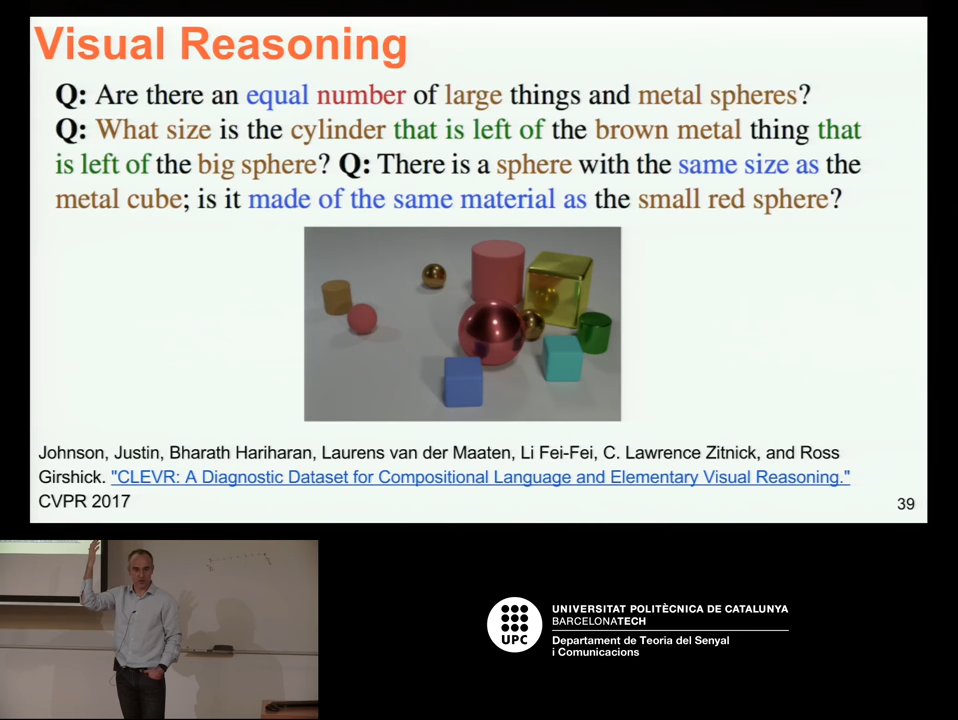 Visual Reasoning
Q: Are there an equal number of large things and metal spheres?
Q: What size is the cylinder that is left of the brown metal thing that
is left of the big sphere? Q: There is a sphere with the same size as the
metal cube; is it made of the same material as the small red sphere?
Johnson, Justin, Bharath Hariharan, Laurens van der Maaten, Li Fei-Fei, C. Lawrence Zitnick, and Ross
Girshick. "CLEVR: A Diagnostic Dataset for Compositional Language and Elementary Visual Reasoning."
CVPR 2017
39
UPC
UNIVERSITAT POLITÈCNICA DE CATALUNYA
BARCELONATECH
Departament de Teoria del Senyal
i Comunicacions